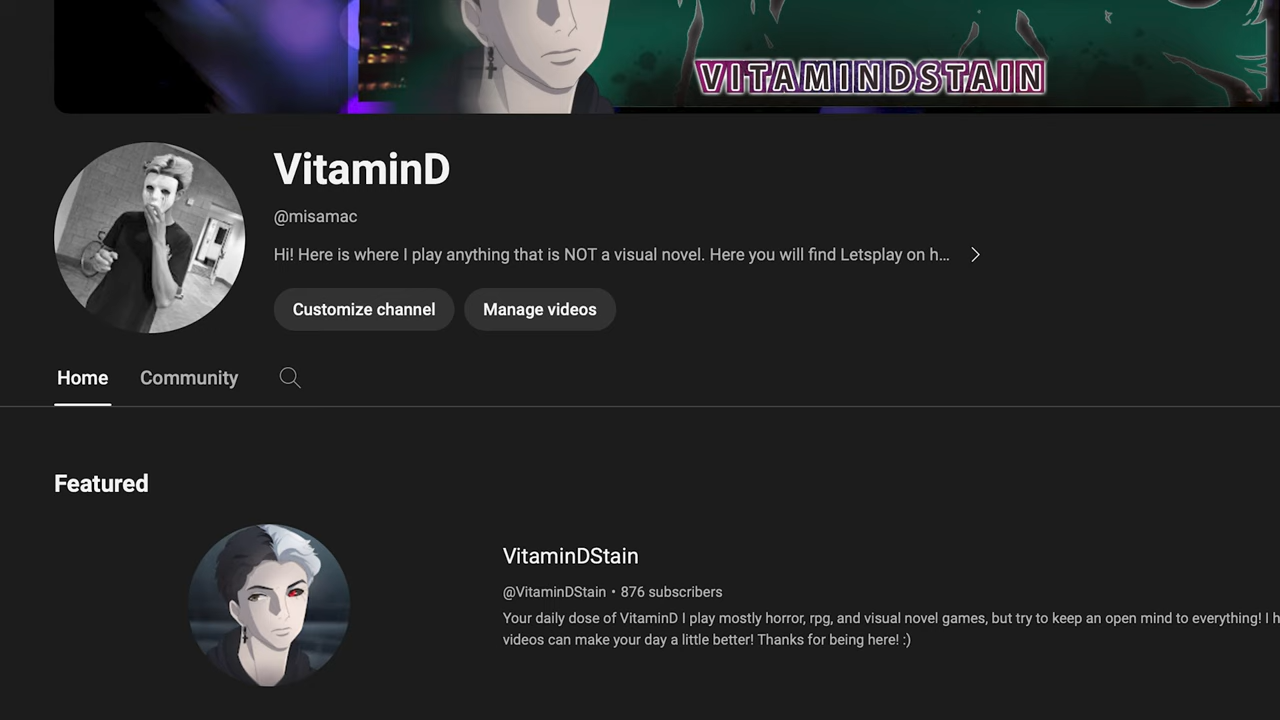 VITAMINDSTAIN
VitaminD
@misamac
Hi! Here is where I play anything that is NOT a visual novel. Here you will find Letsplay on h...
Customize channel
Manage videos
Home
Community
Featured
VitaminDStain
@VitaminDStain • 876 subscribers
Your daily dose of VitaminD I play mostly horror, rpg, and visual novel games, but try to keep an open mind to everything! I h
videos can make your day a little better! Thanks for being here! :)